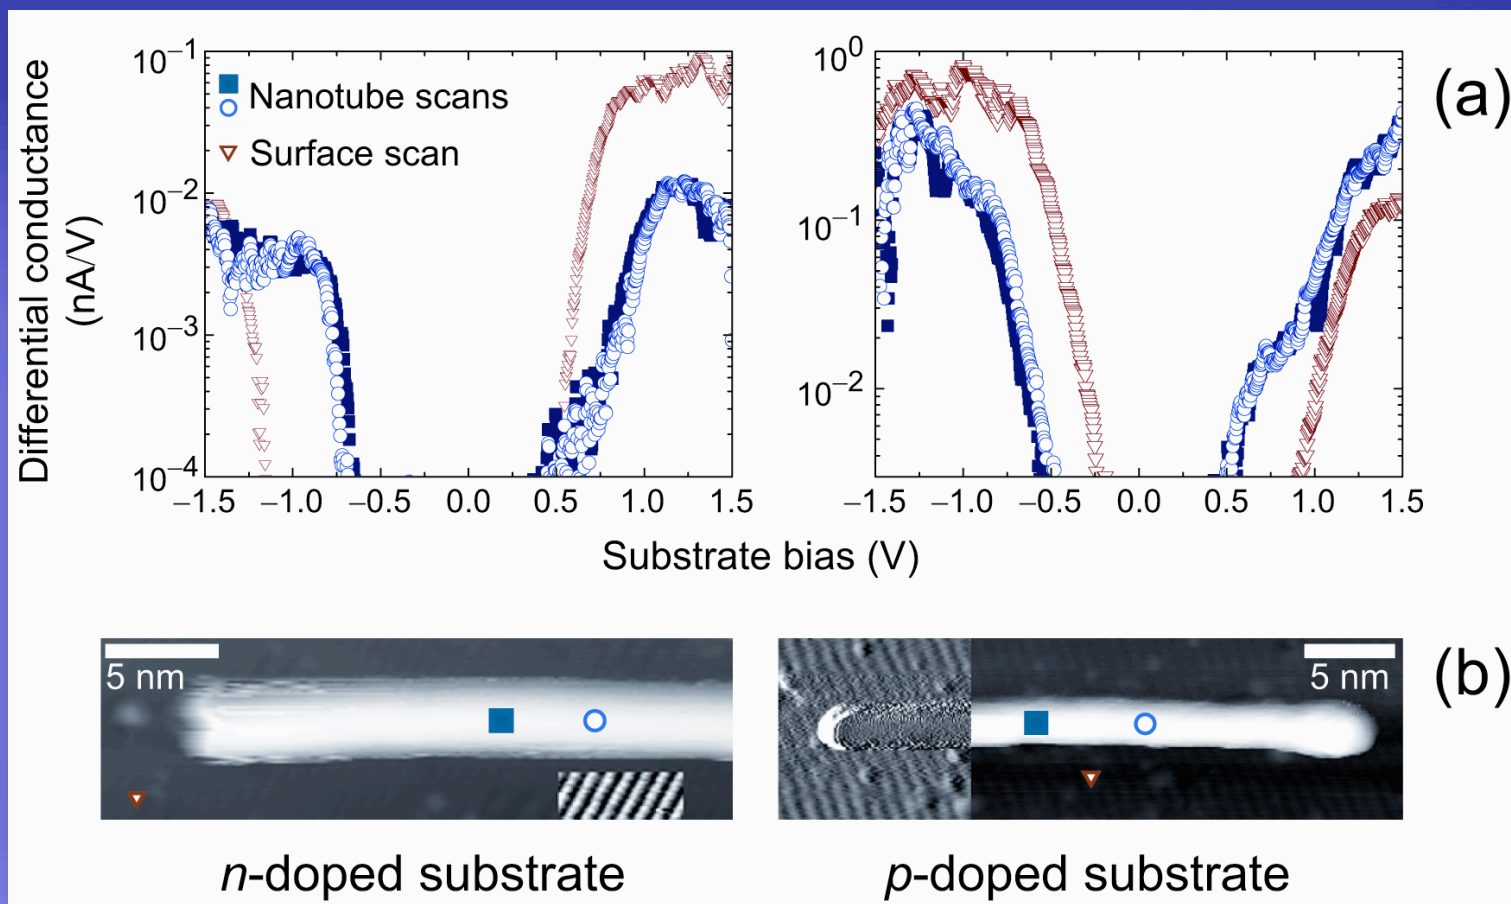 Differential conductance
(nA/V)
10⁻¹
10⁻²
10⁻³
10⁻⁴
Nanotube scans
Surface scan
−1.5 −1.0 −0.5 0.0 0.5 1.0 1.5
10⁰
10⁻¹
10⁻²
−1.5 −1.0 −0.5 0.0 0.5 1.0 1.5
(a)
Substrate bias (V)
5 nm
5 nm
(b)
n-doped substrate
p-doped substrate